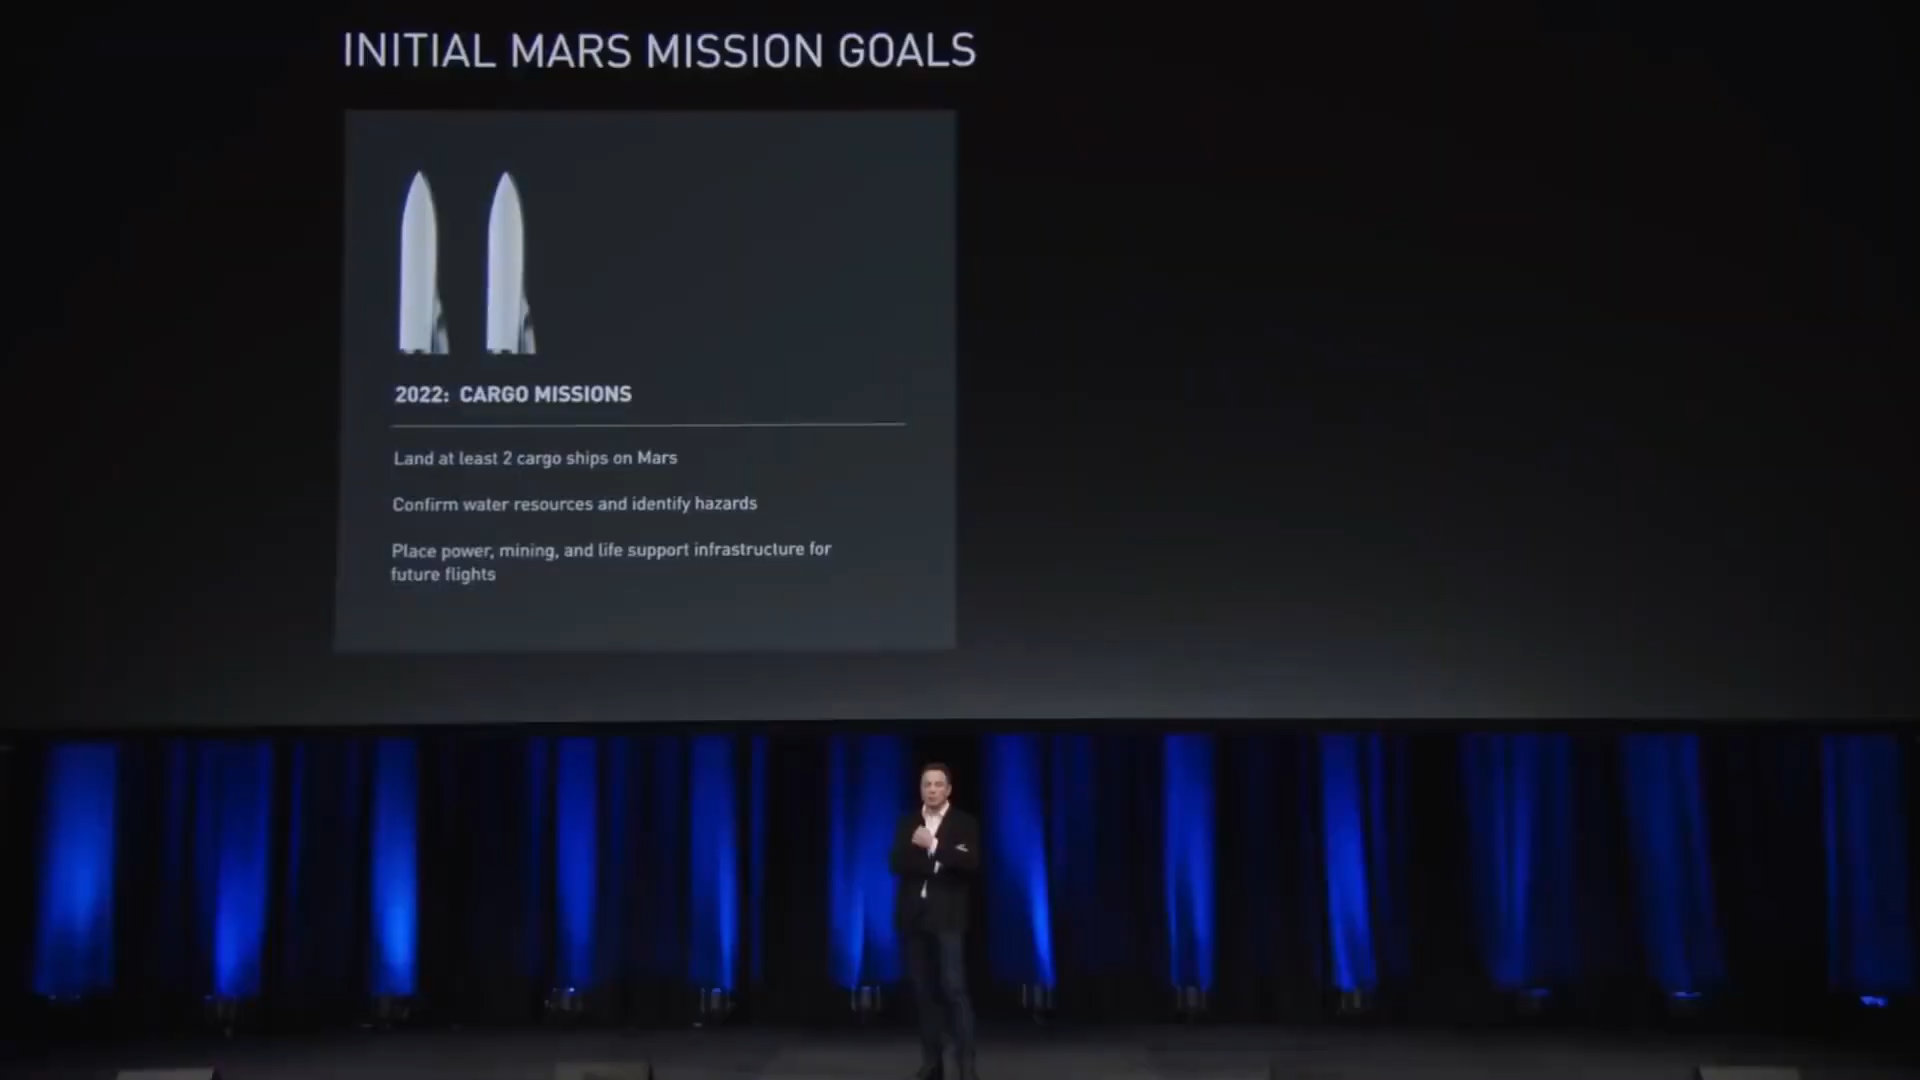 INITIAL MARS MISSION GOALS
2022: CARGO MISSIONS
Land at least 2 cargo ships on Mars
Confirm water resources and identify hazards
Place power, mining, and life support infrastructure for
future flights